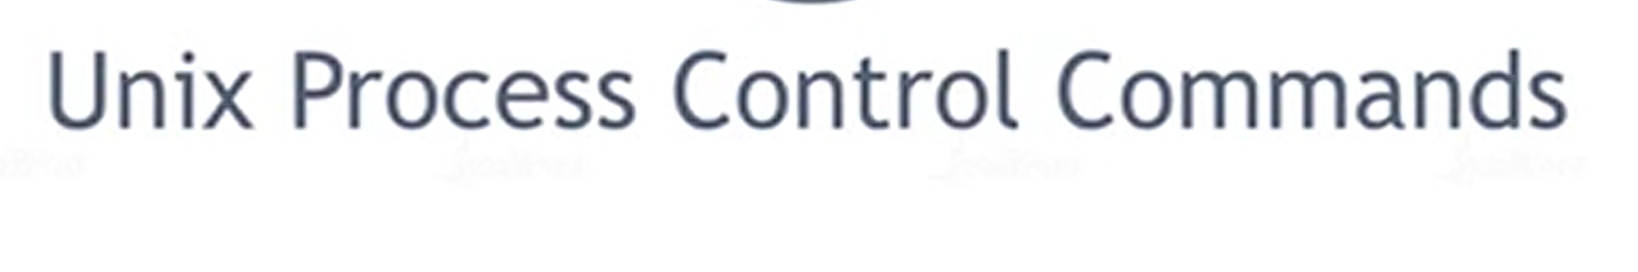 Unix Process Control Commands